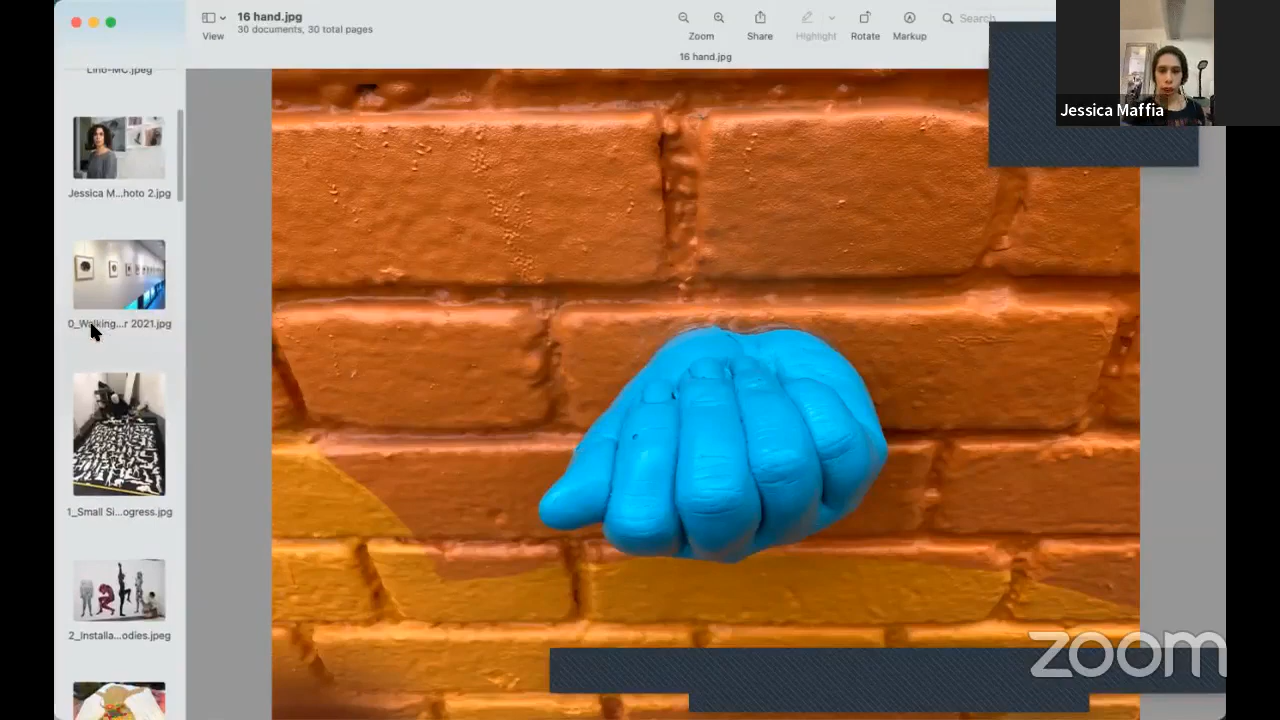 16 hand.jpg
30 documents, 30 total pages
View
Zoom
Share
Highlight
Rotate
Markup
Search
16 hand.jpg
Jessica Maffia
Lino-MC.jpeg
Jessica M...hoto 2.jpg
0_Walking...r 2021.jpg
1_Small Si...ogress.jpg
2_Installa...odies.jpeg
zoom